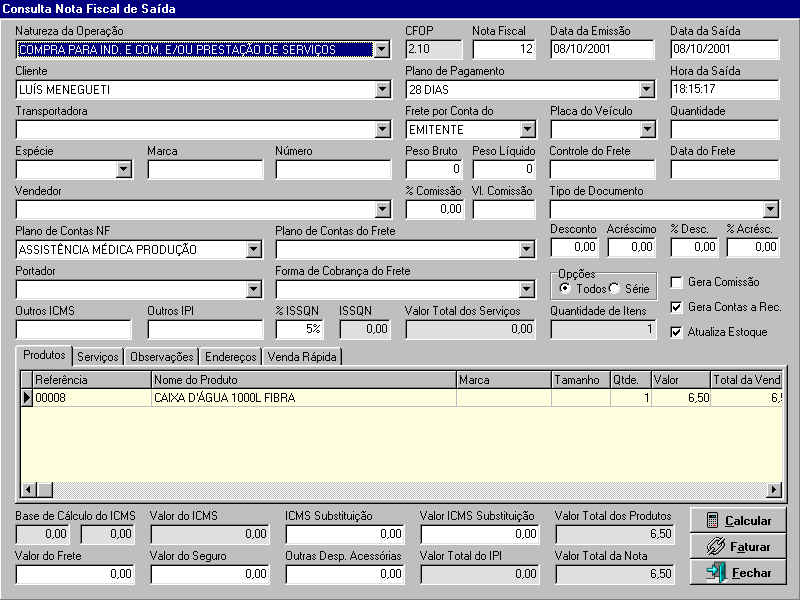 Consulta Nota Fiscal de Saída
Natureza da Operação CFOP Nota Fiscal Data da Emissão Data da Saída
COMPRA PARA IND. E COM. E/OU PRESTAÇÃO DE SERVIÇOS 2.10 12 08/10/2001 08/10/2001
Cliente Plano de Pagamento Hora da Saída
LUÍS MENEGUETI 28 DIAS 18:15:17
Transportadora Frete por Conta do Placa do Veículo Quantidade
EMITENTE
Espécie Marca Número Peso Bruto Peso Líquido Controle do Frete Data do Frete
0 0
Vendedor % Comissão Vl. Comissão Tipo de Documento
0,00
Plano de Contas NF Plano de Contas do Frete Desconto Acréscimo % Desc. % Acrésc.
ASSISTÊNCIA MÉDICA PRODUÇÃO 0,00 0,00 0,00 0,00
Portador Forma de Cobrança do Frete Opções
Todos Série Gera Comissão
Outros ICMS Outros IPI % ISSQN ISSQN Valor Total dos Serviços Quantidade de Itens Gera Contas a Rec.
5% 0,00 0,00 1 Atualiza Estoque
Produtos Serviços Observações Endereços Venda Rápida
Referência Nome do Produto Marca Tamanho Qtde. Valor Total da Vend
00008 CAIXA D'ÁGUA 1000L FIBRA 1 6,50 6,5
Base de Cálculo do ICMS Valor do ICMS ICMS Substituição Valor ICMS Substituição Valor Total dos Produtos
0,00 0,00 0,00 0,00 0,00 6,50 Calcular
Valor do Frete Valor do Seguro Outras Desp. Acessórias Valor Total do IPI Valor Total da Nota Faturar
0,00 0,00 0,00 0,00 6,50 Fechar